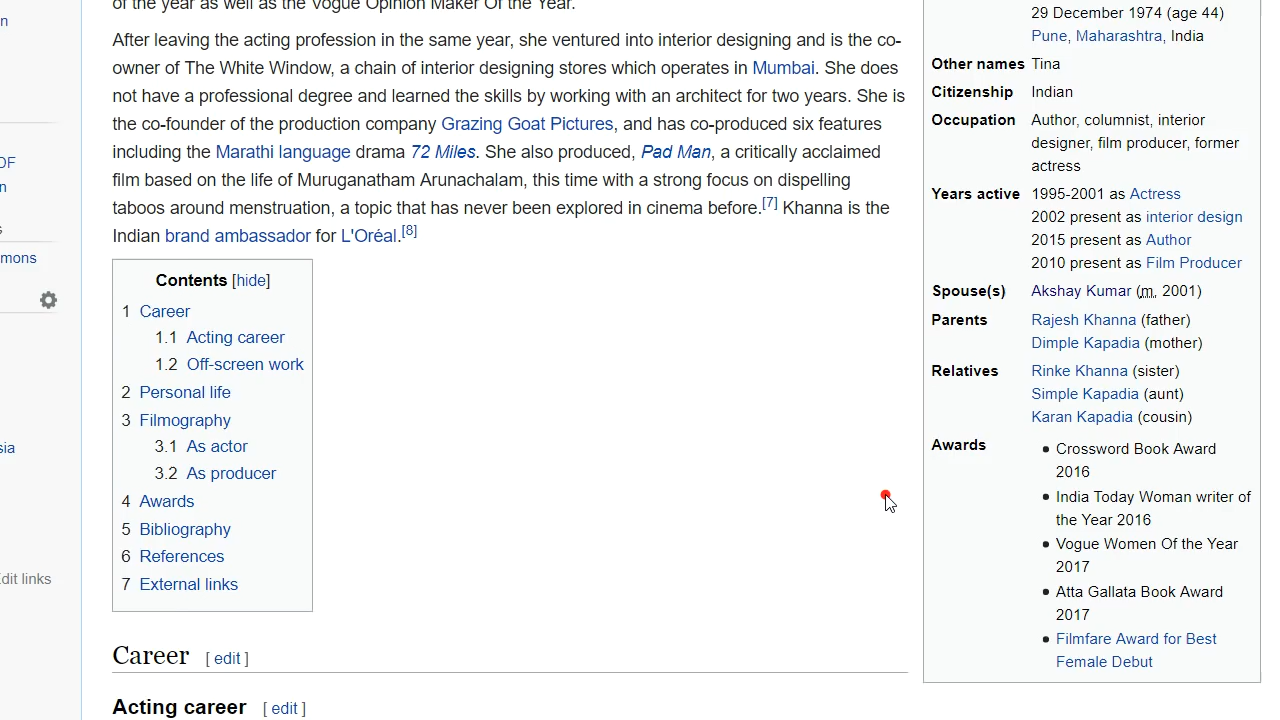 of the year as well as the Vogue Opinion Maker Of the Year.
After leaving the acting profession in the same year, she ventured into interior designing and is the co-
owner of The White Window, a chain of interior designing stores which operates in Mumbai. She does
not have a professional degree and learned the skills by working with an architect for two years. She is
the co-founder of the production company Grazing Goat Pictures, and has co-produced six features
including the Marathi language drama 72 Miles. She also produced, Pad Man, a critically acclaimed
film based on the life of Muruganatham Arunachalam, this time with a strong focus on dispelling
taboos around menstruation, a topic that has never been explored in cinema before.[7] Khanna is the
Indian brand ambassador for L'Oréal.[8]
Contents [hide]
1 Career
1.1 Acting career
1.2 Off-screen work
2 Personal life
3 Filmography
3.1 As actor
3.2 As producer
4 Awards
5 Bibliography
6 References
7 External links
Career [ edit ]
Acting career [ edit ]
29 December 1974 (age 44)
Pune, Maharashtra, India
Other names Tina
Citizenship Indian
Occupation Author, columnist, interior
designer, film producer, former
actress
Years active 1995-2001 as Actress
2002 present as interior design
2015 present as Author
2010 present as Film Producer
Spouse(s) Akshay Kumar (m. 2001)
Parents Rajesh Khanna (father)
Dimple Kapadia (mother)
Relatives Rinke Khanna (sister)
Simple Kapadia (aunt)
Karan Kapadia (cousin)
Awards • Crossword Book Award
2016
• India Today Woman writer of
the Year 2016
• Vogue Women Of the Year
2017
• Atta Gallata Book Award
2017
• Filmfare Award for Best
Female Debut